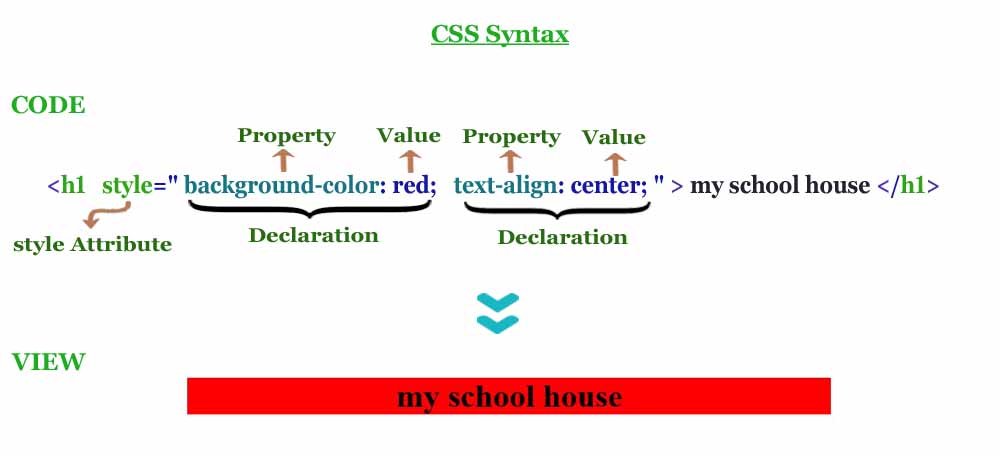 CSS Syntax
CODE
Property Value Property Value
<h1 style=" background-color: red; text-align: center; " > my school house </h1>
style Attribute Declaration Declaration
VIEW
my school house